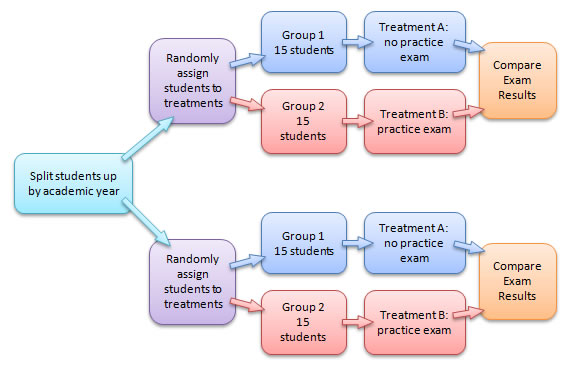 Split students up
by academic year
Randomly
assign
students to
treatments
Group 1
15 students
Treatment A:
no practice
exam
Group 2
15
students
Treatment B:
practice exam
Compare
Exam
Results
Randomly
assign
students to
treatments
Group 1
15 students
Treatment A:
no practice
exam
Group 2
15
students
Treatment B:
practice exam
Compare
Exam
Results